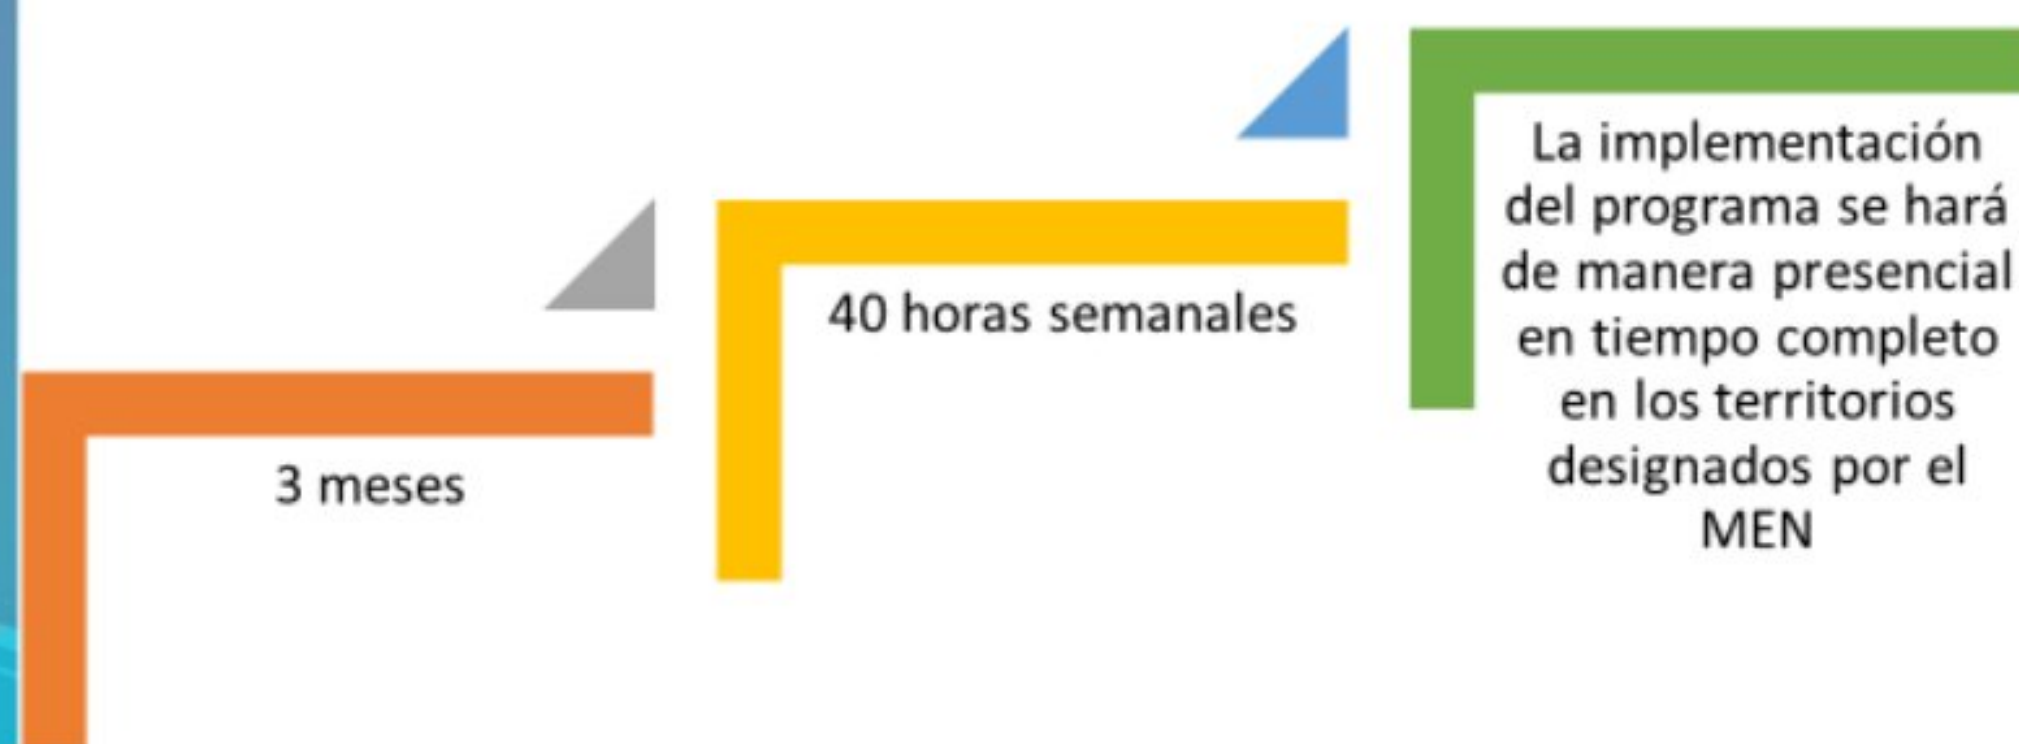 3 meses
40 horas semanales
La implementación
del programa se hará
de manera presencial
en tiempo completo
en los territorios
designados por el
MEN